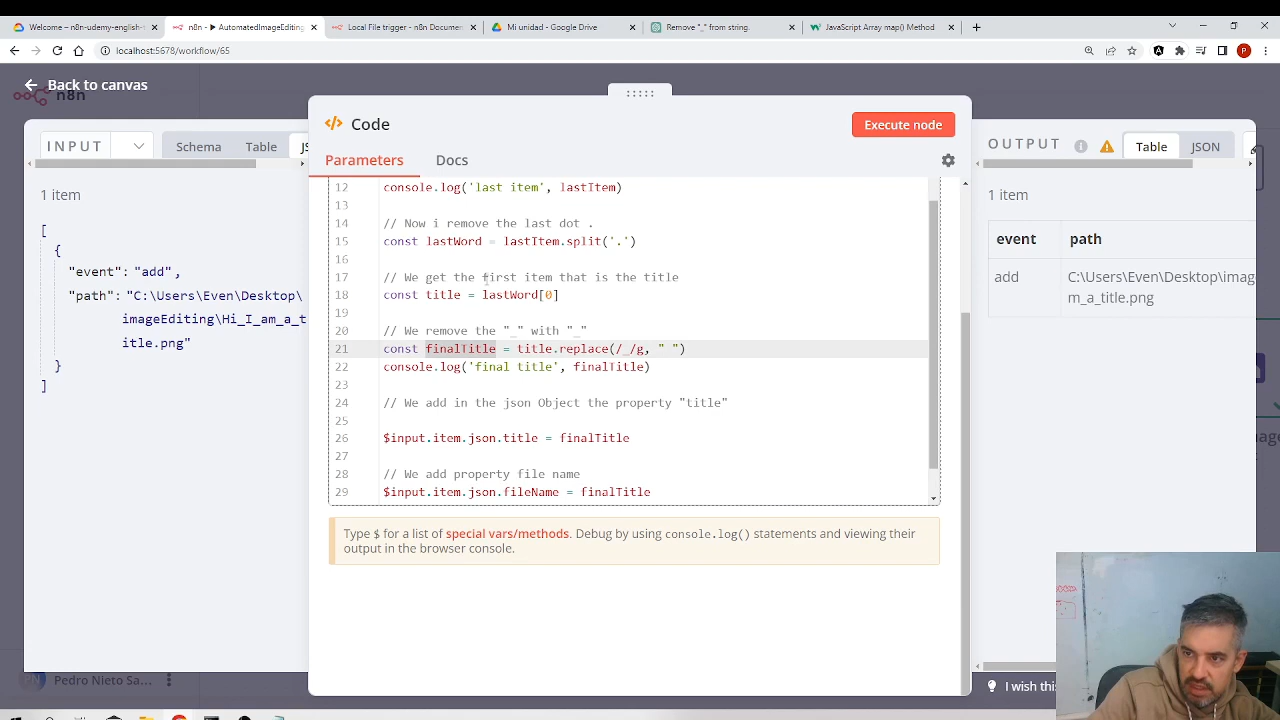 Welcome – n8n-udemy-english-
n8n - ▶ AutomatedImageEditing
Local File trigger - n8n Documen
Mi unidad - Google Drive
Remove "_" from string.
JavaScript Array map() Method
localhost:5678/workflow/65
Back to canvas
n8n
Code
Execute node
Parameters
Docs
INPUT
Schema
Table
1 item
[
{
"event": "add",
"path": "C:\Users\Even\Desktop\
imageEditing\Hi_I_am_a_t
itle.png"
}
]
12 console.log('last item', lastItem)
13
14 // Now i remove the last dot .
15 const lastWord = lastItem.split('.')
16
17 // We get the first item that is the title
18 const title = lastWord[0]
19
20 // We remove the "_" with "_"
21 const finalTitle = title.replace(/_/g, " ")
22 console.log('final title', finalTitle)
23
24 // We add in the json Object the property "title"
25
26 $input.item.json.title = finalTitle
27
28 // We add property file name
29 $input.item.json.fileName = finalTitle
Type $ for a list of special vars/methods. Debug by using console.log() statements and viewing their
output in the browser console.
OUTPUT
Table
JSON
1 item
event path
add C:\Users\Even\Desktop\imag
m_a_title.png
Pedro Nieto Sa...
I wish this